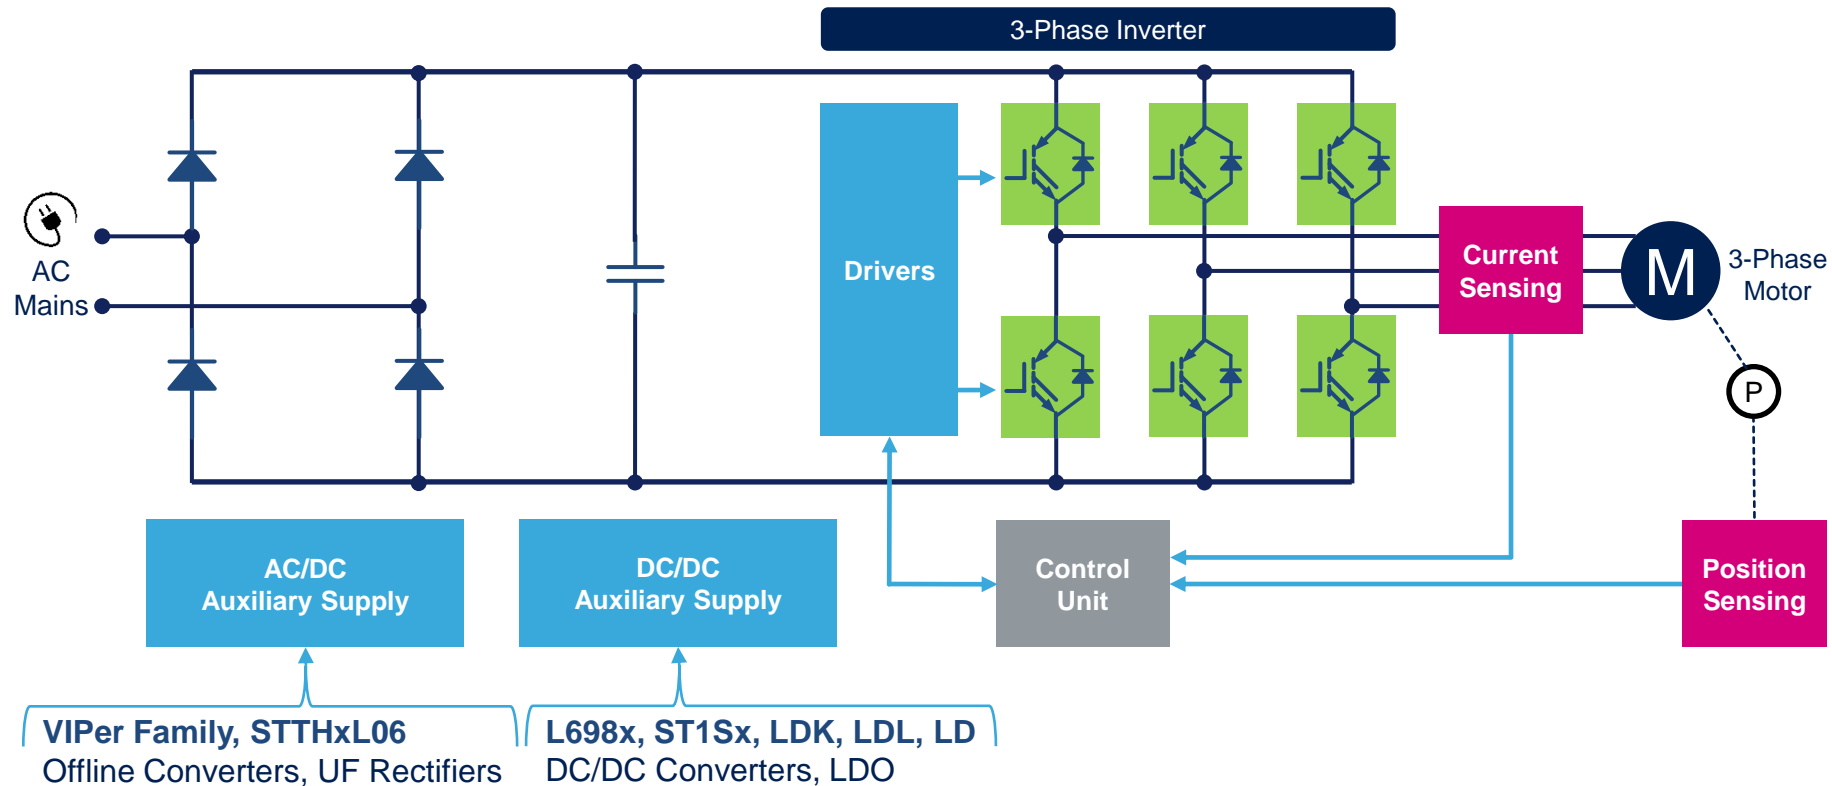 3-Phase Inverter
AC
Mains
Drivers
Current
Sensing
M
3-Phase
Motor
P
AC/DC
Auxiliary Supply
DC/DC
Auxiliary Supply
Control
Unit
Position
Sensing
VIPer Family, STTHxL06
Offline Converters, UF Rectifiers
L698x, ST1Sx, LDK, LDL, LD
DC/DC Converters, LDO